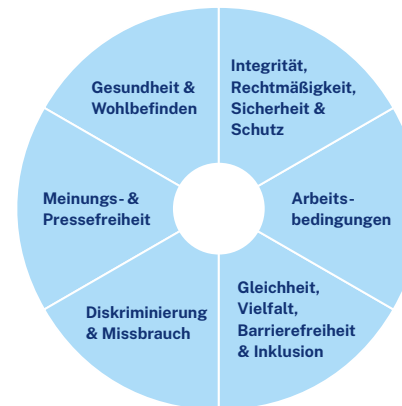 Gesundheit &
Wohlbefinden
Integrität,
Rechtmäßigkeit,
Sicherheit &
Schutz
Meinungs- &
Pressefreiheit
Arbeits-
bedingungen
Diskriminierung
& Missbrauch
Gleichheit,
Vielfalt,
Barrierefreiheit
& Inklusion